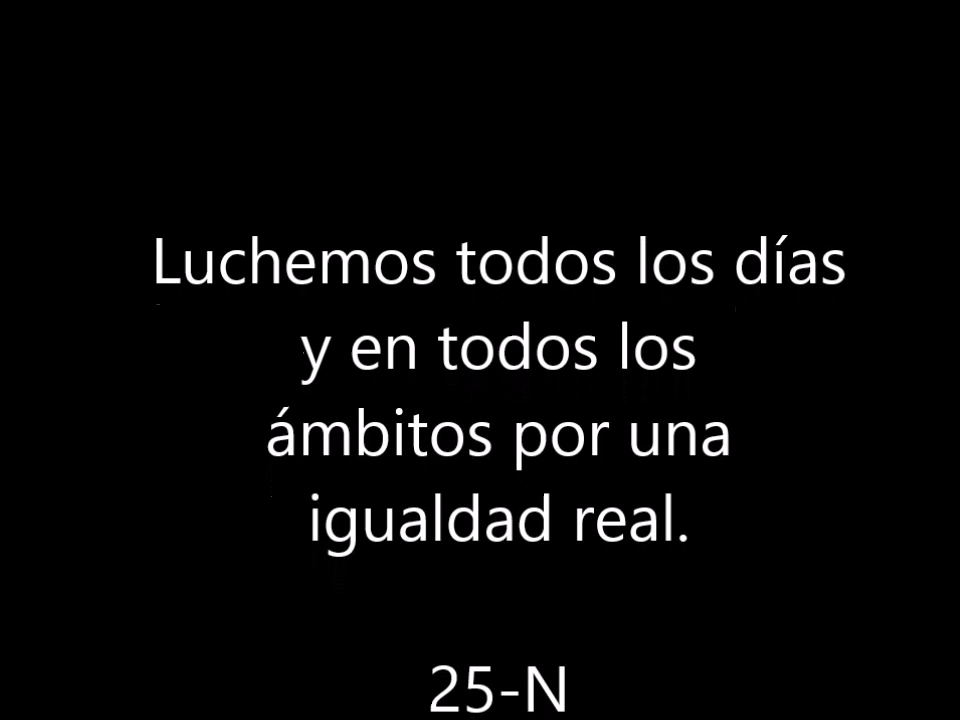 Luchemos todos los días
y en todos los
ámbitos por una
igualdad real.
25-N